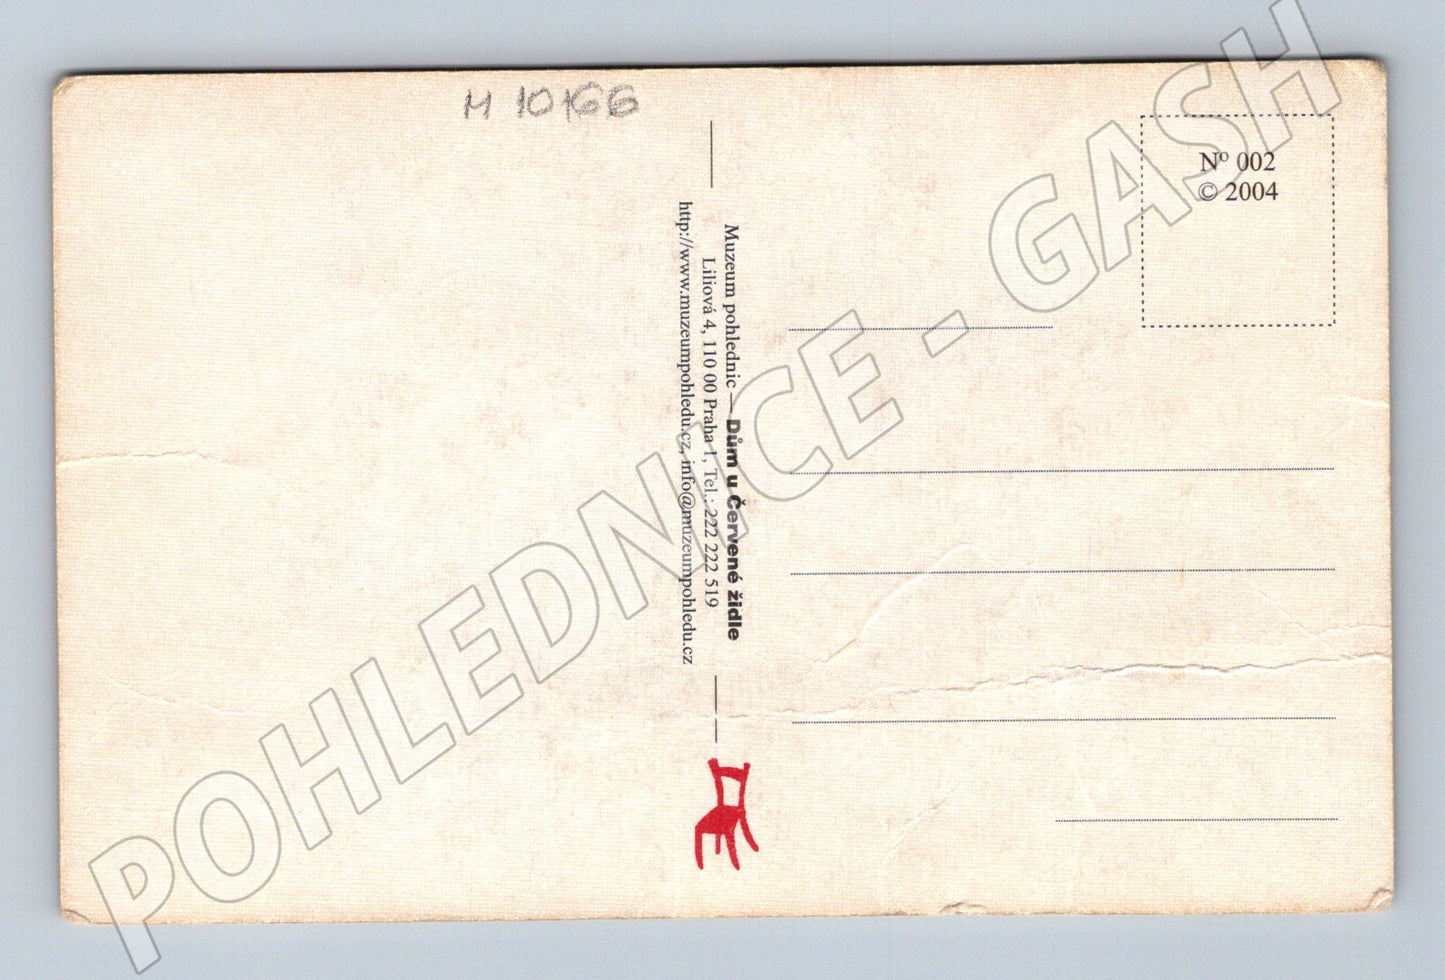 M 10166
Nº 002
© 2004
Muzeum pohlednic — Dům u Červené židle
Liliová 4, 110 00 Praha 1, Tel.: 222 222 519
http://www.muzeumpohledu.cz, info@muzeumpohledu.cz
POHLEDNICE - GASH